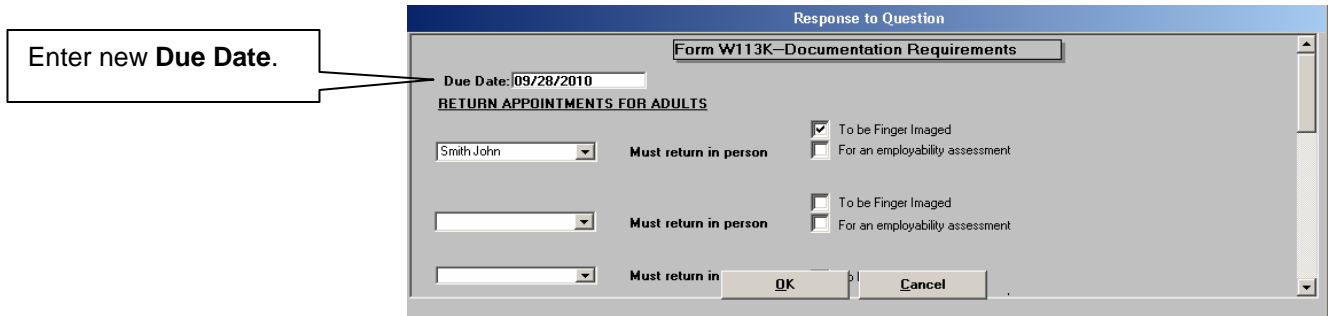 Response to Question
Enter new Due Date.
Form W113K—Documentation Requirements
Due Date: 09/28/2010
RETURN APPOINTMENTS FOR ADULTS
To be Finger Imaged
Smith John Must return in person For an employability assessment
To be Finger Imaged
Must return in person For an employability assessment
Must return in
OK Cancel